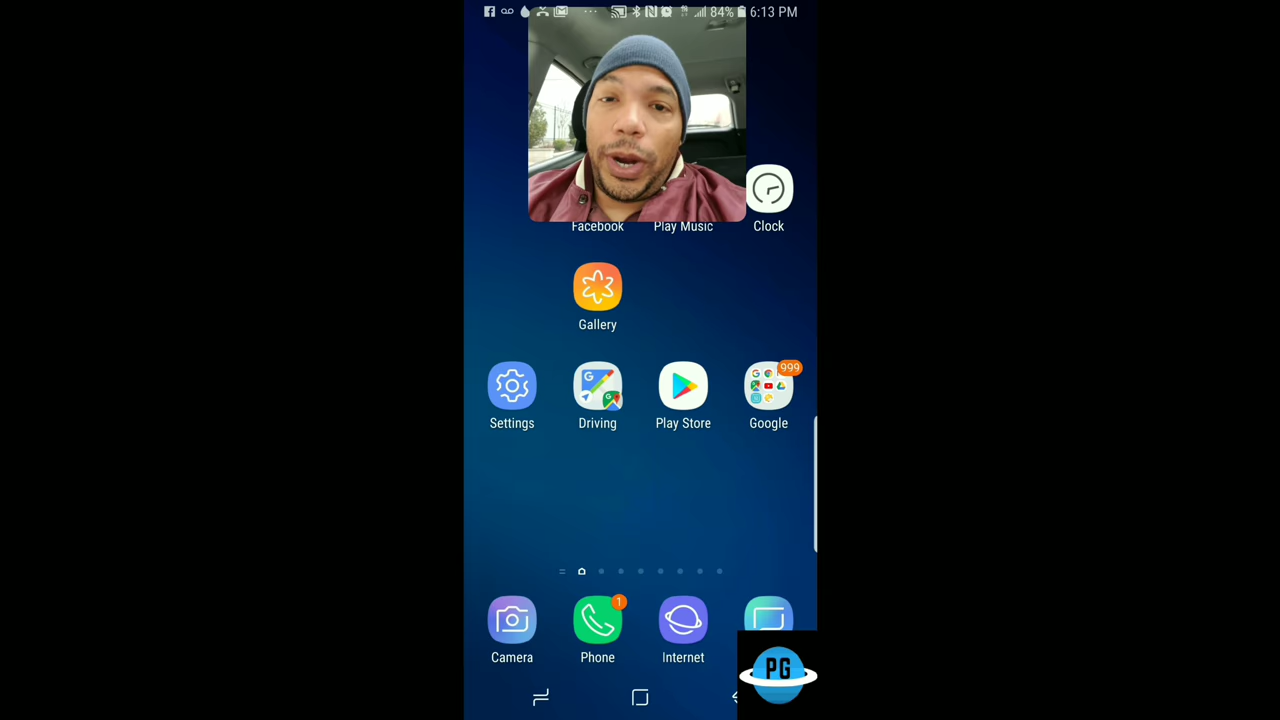 84% 6:13 PM
Facebook
Play Music
Clock
Gallery
999
Settings
Driving
Play Store
Google
1
Camera
Phone
Internet
PG